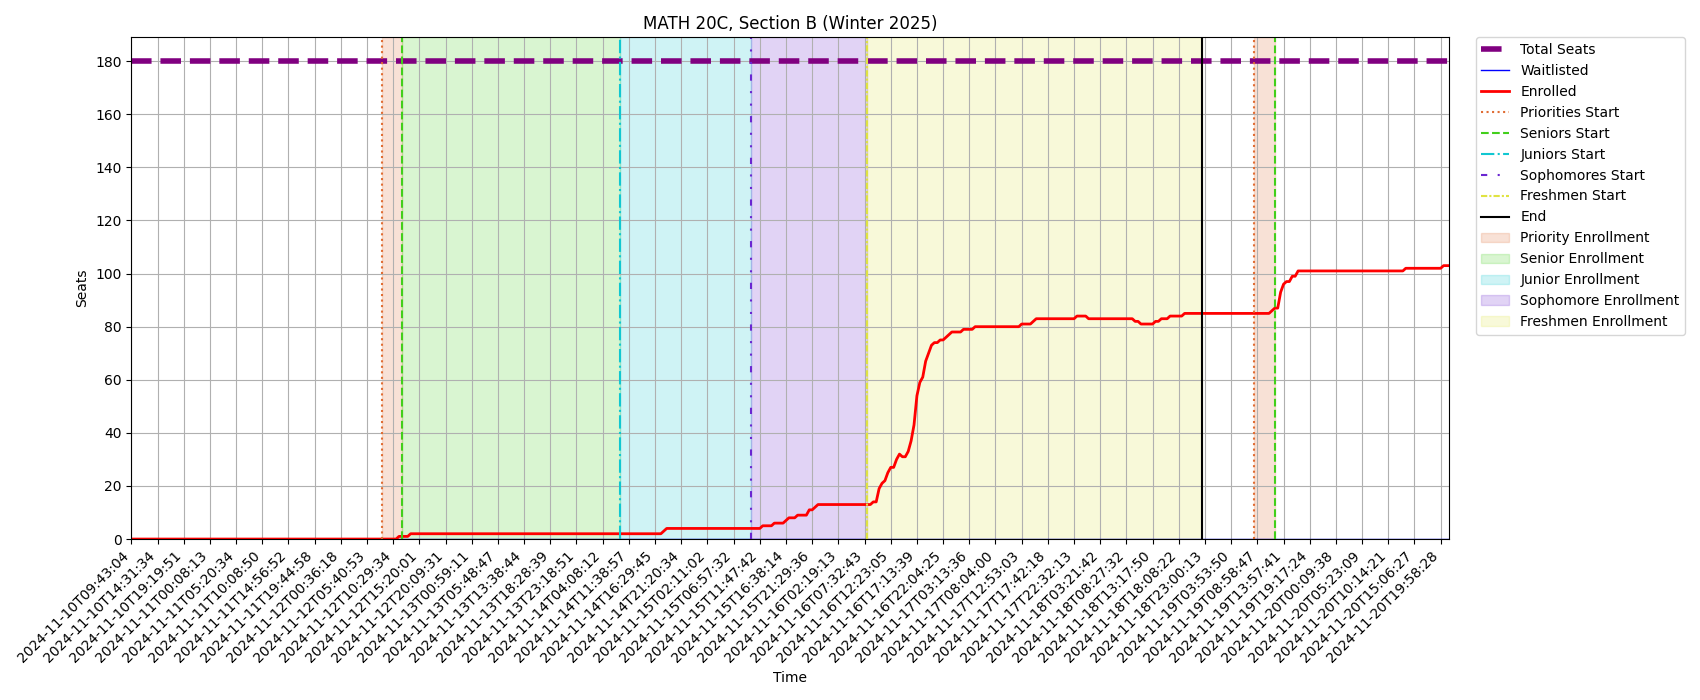 MATH 20C, Section B (Winter 2025)
Seats
180
160
140
120
100
80
60
40
20
0
2024-11-10T09:43:04
2024-11-10T14:31:34
2024-11-10T19:19:51
2024-11-11T00:08:13
2024-11-11T05:20:34
2024-11-11T10:08:50
2024-11-11T14:56:52
2024-11-11T19:44:58
2024-11-12T00:36:18
2024-11-12T05:40:53
2024-11-12T10:29:34
2024-11-12T15:20:01
2024-11-12T20:09:31
2024-11-13T00:59:11
2024-11-13T05:48:47
2024-11-13T13:38:44
2024-11-13T18:28:39
2024-11-13T23:18:51
2024-11-14T04:08:12
2024-11-14T11:38:57
2024-11-14T16:29:45
2024-11-14T21:20:34
2024-11-15T02:11:02
2024-11-15T06:57:32
2024-11-15T11:47:42
2024-11-15T16:38:14
2024-11-15T21:29:36
2024-11-16T02:19:13
2024-11-16T07:32:43
2024-11-16T12:23:05
2024-11-16T17:13:39
2024-11-16T22:04:25
2024-11-17T03:13:36
2024-11-17T08:04:00
2024-11-17T12:53:03
2024-11-17T17:42:18
2024-11-17T22:32:13
2024-11-18T03:21:42
2024-11-18T08:27:32
2024-11-18T13:17:50
2024-11-18T18:08:22
2024-11-18T23:00:13
2024-11-19T03:53:50
2024-11-19T08:58:47
2024-11-19T13:57:41
2024-11-19T19:17:24
2024-11-20T00:09:38
2024-11-20T05:23:09
2024-11-20T10:14:21
2024-11-20T15:06:27
2024-11-20T19:58:28
Time
Total Seats
Waitlisted
Enrolled
Priorities Start
Seniors Start
Juniors Start
Sophomores Start
Freshmen Start
End
Priority Enrollment
Senior Enrollment
Junior Enrollment
Sophomore Enrollment
Freshmen Enrollment